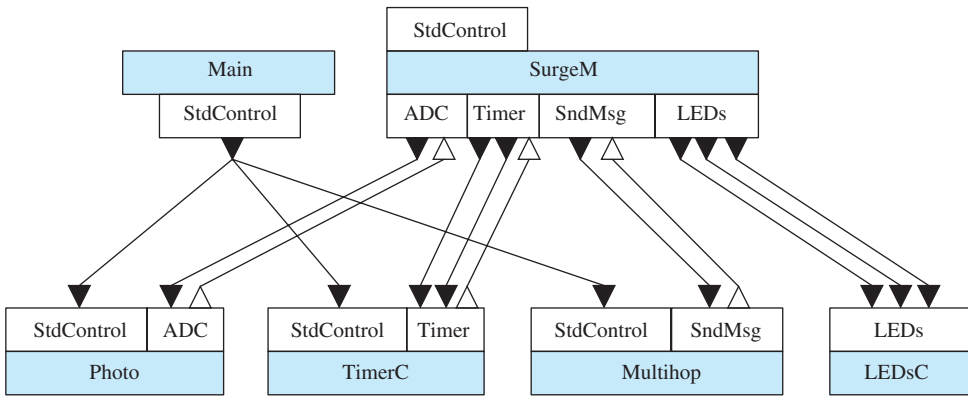 StdControl
Main
SurgeM
StdControl
ADC Timer SndMsg LEDs
StdControl ADC StdControl Timer StdControl SndMsg LEDs
Photo TimerC Multihop LEDsC